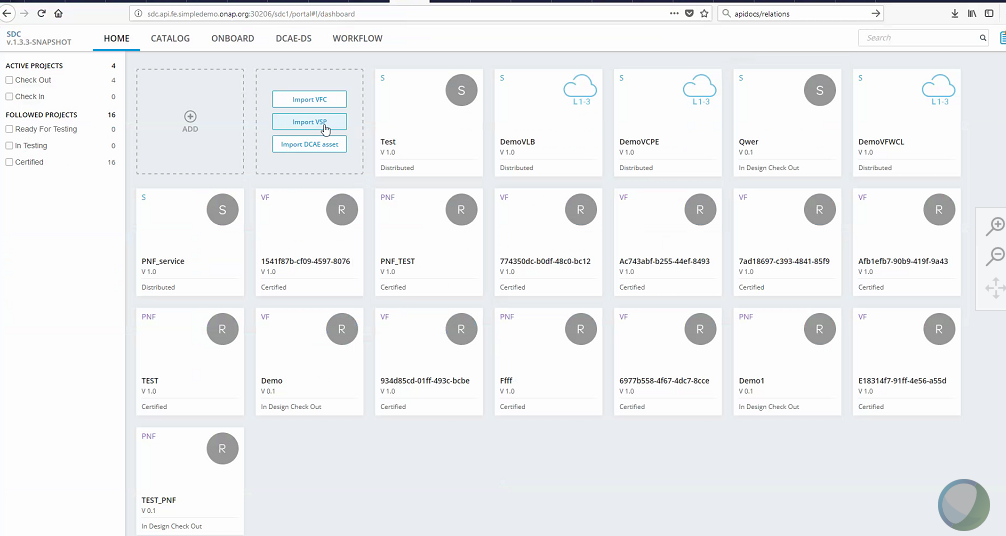 sdc.api.fe.simpledemo.onap.org:30206/sdc1/portal#!/dashboard
apidocs/relations
SDC
v.1.3.3-SNAPSHOT
HOME
CATALOG
ONBOARD
DCAE-DS
WORKFLOW
Search
ACTIVE PROJECTS 4
Check Out 4
Check In 0
FOLLOWED PROJECTS 16
Ready For Testing 0
In Testing 0
Certified 16
ADD
Import VFC
Import VSP
Import DCAE asset
S
S
Test
V 1.0
Distributed
S
L1-3
DemoVLB
V 1.0
Distributed
S
L1-3
DemoVCPE
V 1.0
Distributed
S
S
Qwer
V 0.1
In Design Check Out
S
L1-3
DemoVFWCL
V 1.0
Distributed
S
S
PNF_service
V 1.0
Distributed
VF
R
1541f87b-cf09-4597-8076
V 1.0
Certified
PNF
R
PNF_TEST
V 1.0
Certified
VF
R
774350dc-b0df-48c0-bc12
V 1.0
Certified
VF
R
Ac743abf-b255-44ef-8493
V 1.0
Certified
VF
R
7ad18697-c393-4841-85f9
V 1.0
Certified
VF
R
Afb1efb7-90b9-419f-9a43
V 1.0
Certified
PNF
R
TEST
V 1.0
Certified
VF
R
Demo
V 0.1
In Design Check Out
VF
R
934d85cd-01ff-493c-bcbe
V 1.0
Certified
PNF
R
Ffff
V 1.0
Certified
VF
R
6977b558-4f67-4dc7-8cce
V 1.0
Certified
PNF
R
Demo1
V 0.1
In Design Check Out
VF
R
E18314f7-91ff-4e56-a55d
V 1.0
Certified
PNF
R
TEST_PNF
V 0.1
In Design Check Out